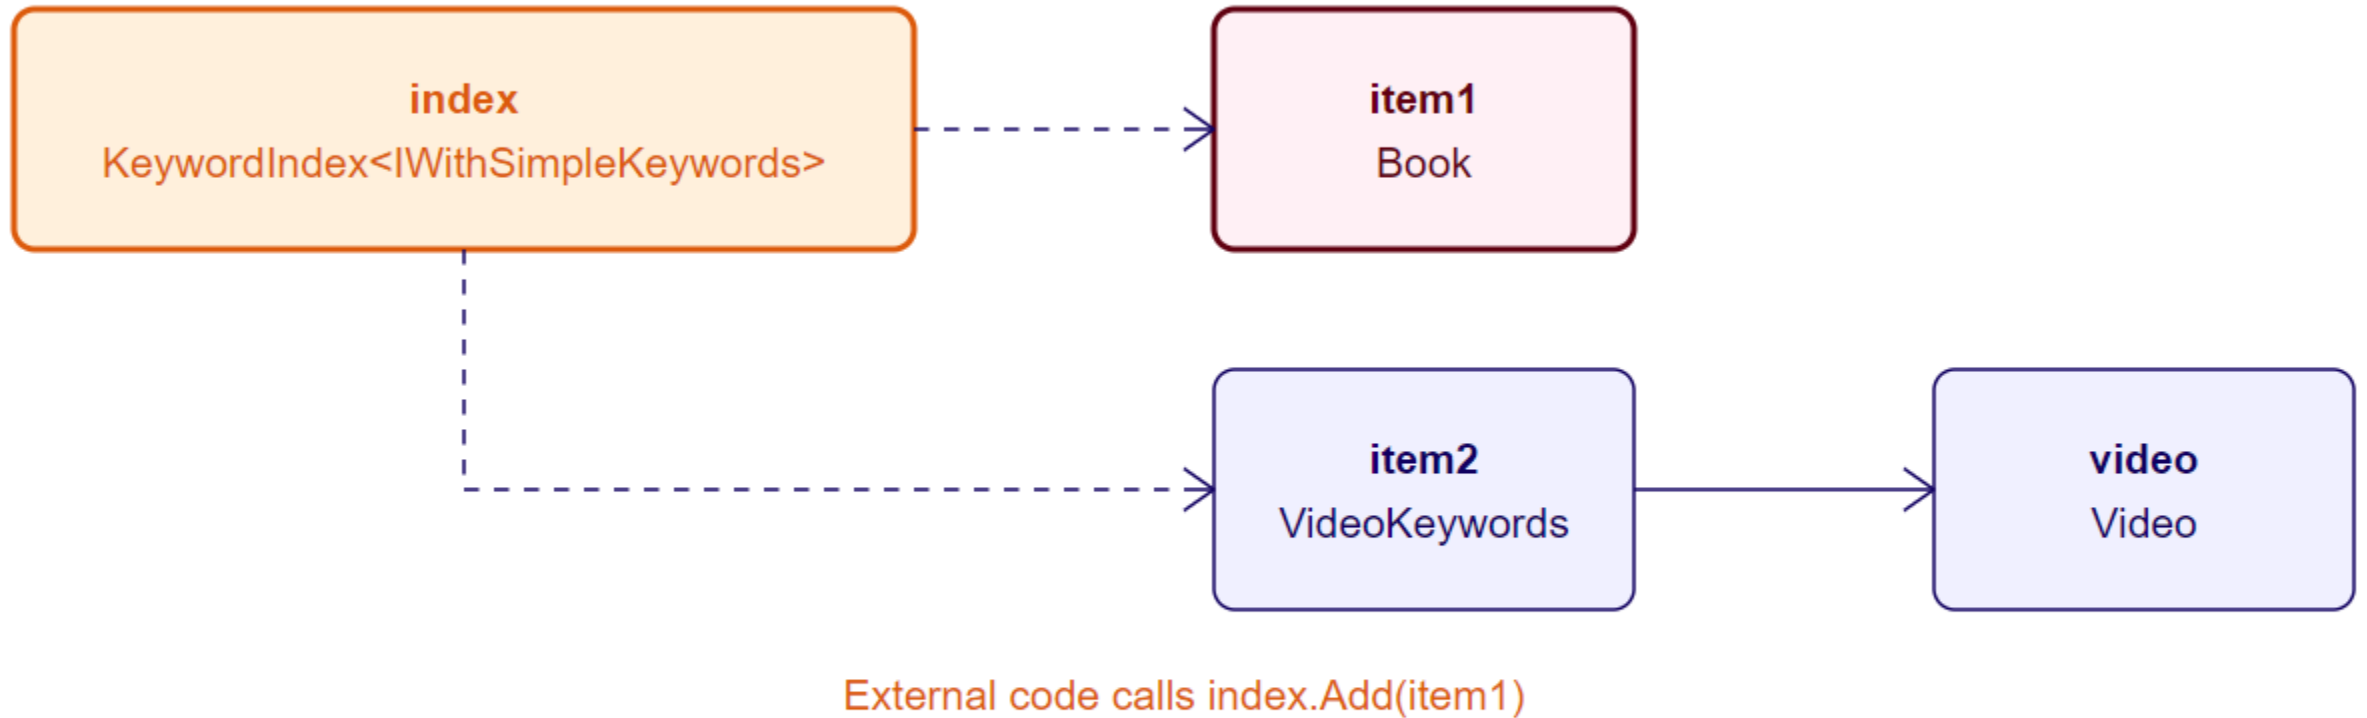 index
KeywordIndex<IWithSimpleKeywords>
item1
Book
item2
VideoKeywords
video
Video
External code calls index.Add(item1)